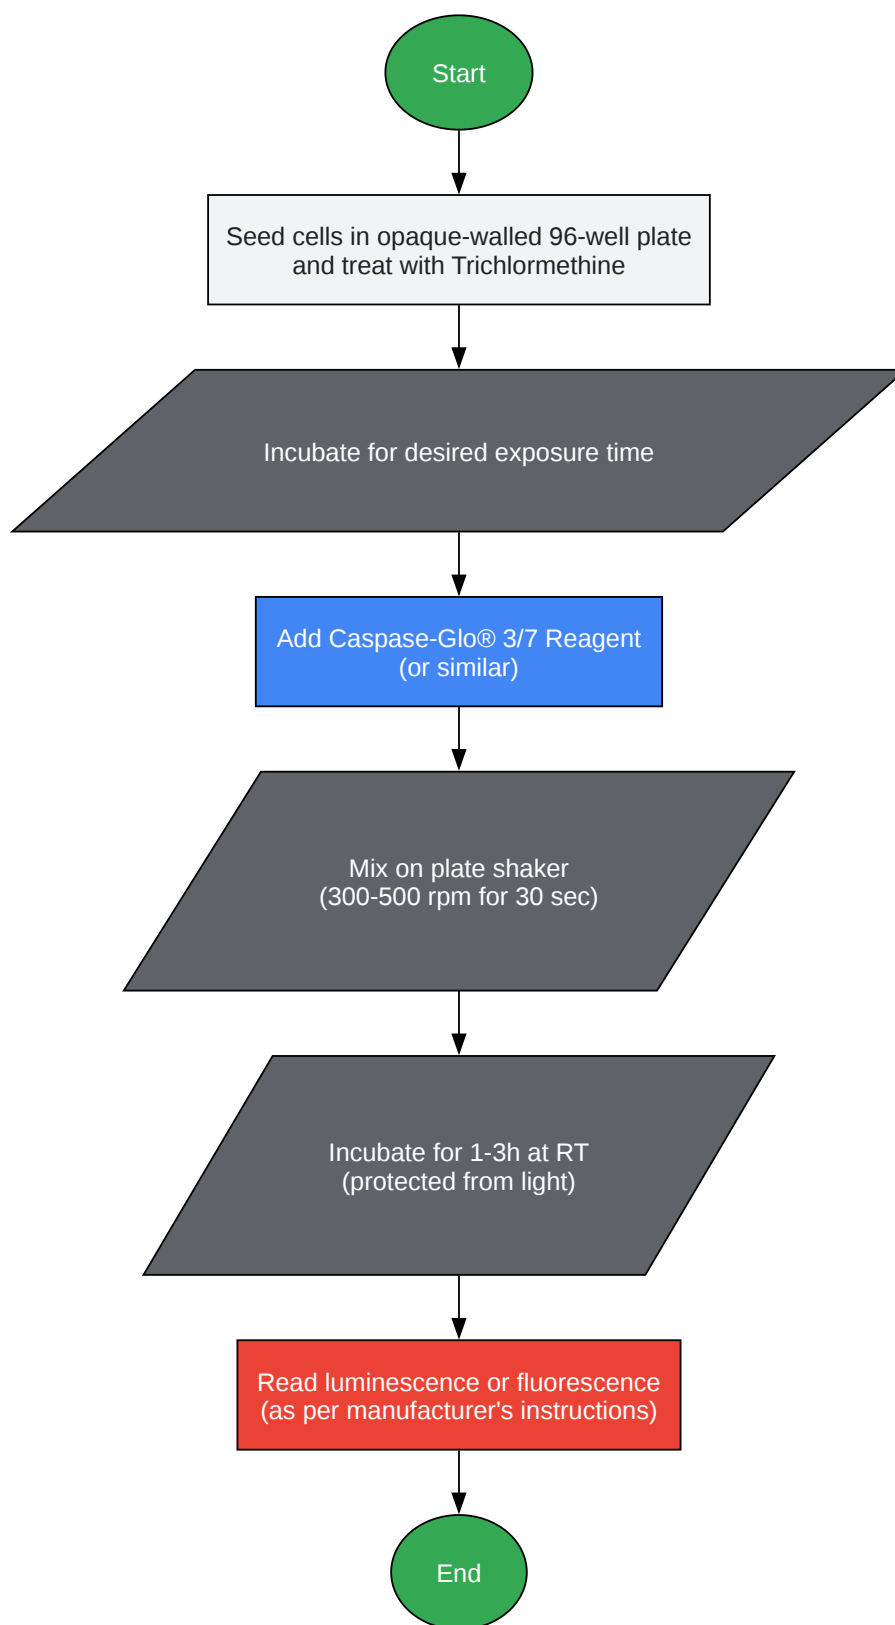 Start
Seed cells in opaque-walled 96-well plate
and treat with Trichlormethine
Incubate for desired exposure time
Add Caspase-Glo® 3/7 Reagent
(or similar)
Mix on plate shaker
(300-500 rpm for 30 sec)
Incubate for 1-3h at RT
(protected from light)
Read luminescence or fluorescence
(as per manufacturer's instructions)
End